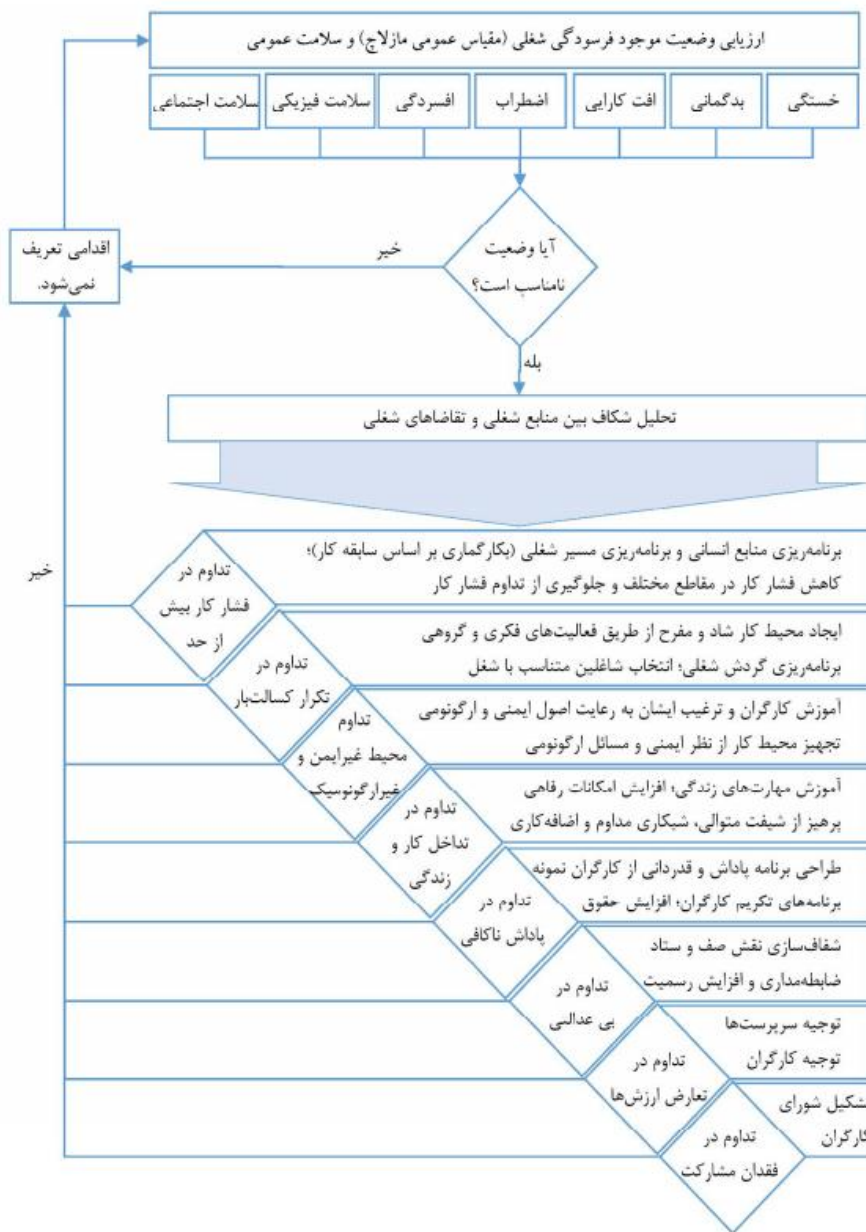 ارزیابی وضعیت موجود فرسودگی شغلی (مقیاس عمومی مازلاچ) و سلامت عمومی
خستگی
بدگمانی
افت کارایی
اضطراب
افسردگی
سلامت فیزیکی
سلامت اجتماعی
آیا وضعیت
نامناسب است؟
خیر
اقدامی تعریف
نمی‌شود.
بله
تحلیل شکاف بین منابع شغلی و تقاضاهای شغلی
برنامه‌ریزی منابع انسانی و برنامه‌ریزی مسیر شغلی (بکارگماری بر اساس سابقه کار)؛
کاهش فشار کار در مقاطع مختلف و جلوگیری از تداوم فشار کار
تداوم در
فشار کار بیش
از حد
خیر
ایجاد محیط کار شاد و مفرح از طریق فعالیت‌های فکری و گروهی
برنامه‌ریزی گردش شغلی؛ انتخاب شاغلین متناسب با شغل
تداوم در
تکرار کسالت‌بار
آموزش کارگران و ترغیب ایشان به رعایت اصول ایمنی و ارگونومی
تجهیز محیط کار از نظر ایمنی و مسائل ارگونومی
تداوم
محیط غیرایمن و
غیرارگونوسیک
آموزش مهارت‌های زندگی؛ افزایش امکانات رفاهی
پرهیز از شیفت متوالی، شبکاری مداوم و اضافه‌کاری
تداوم در
تداخل کار و
زندگی
طراحی برنامه پاداش و قدردانی از کارگران نمونه
برنامه‌های تکریم کارگران؛ افزایش حقوق
تداوم در
پاداش ناکافی
شفاف‌سازی نقش صف و ستاد
ضابطه‌مداری و افزایش رسمیت
تداوم در
بی عدالتی
توجیه سرپرست‌ها
توجیه کارگران
تداوم در
تعارض ارزش‌ها
شکیل شورای
کارگران
تداوم در
فقدان مشارکت